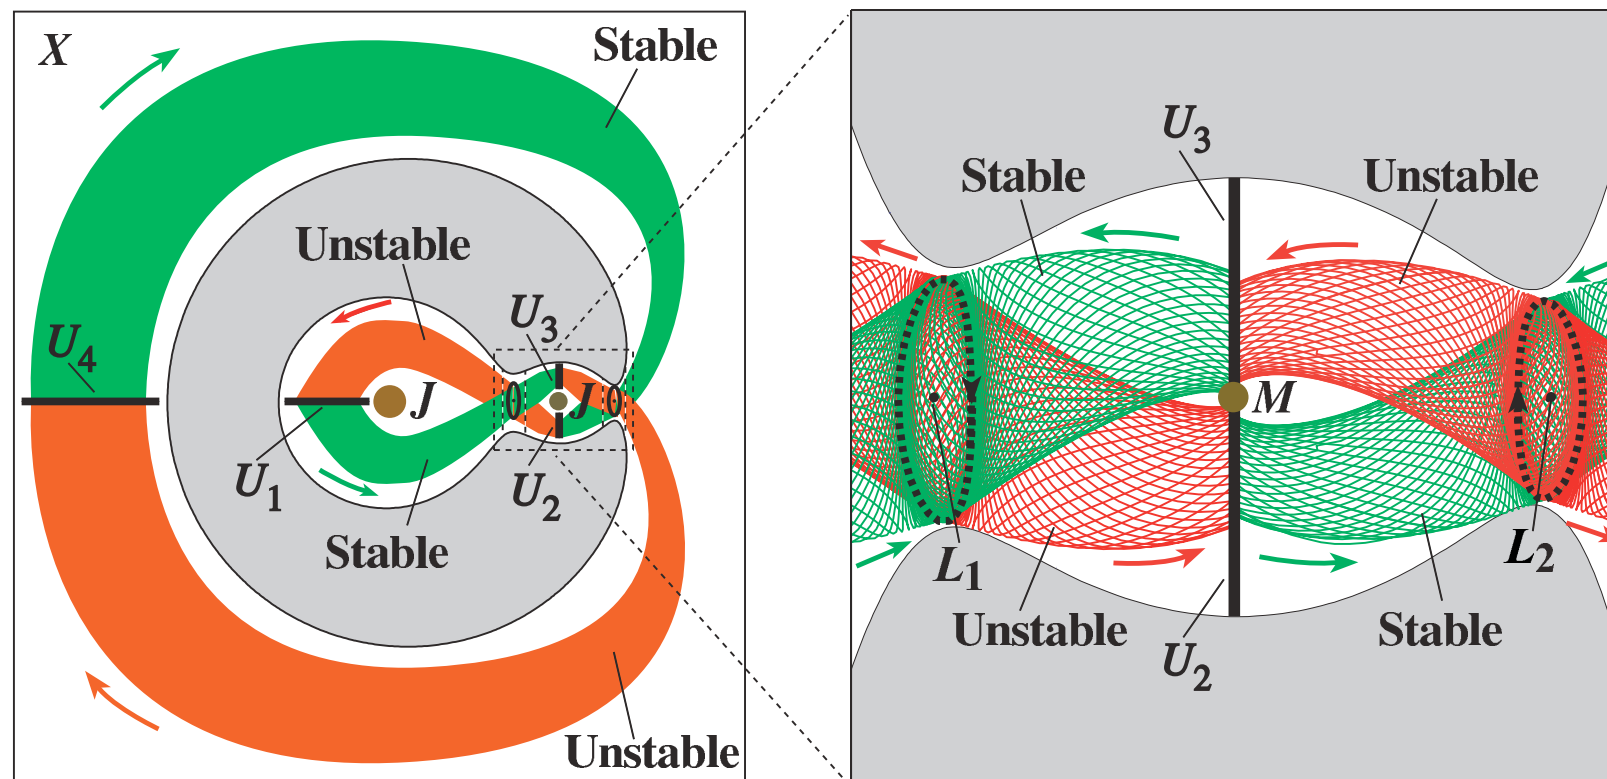 X
Stable
Unstable
U3
U4
J
J
U1
U2
Stable
Unstable
U3
Stable
Unstable
M
L1
L2
Unstable
Stable
U2